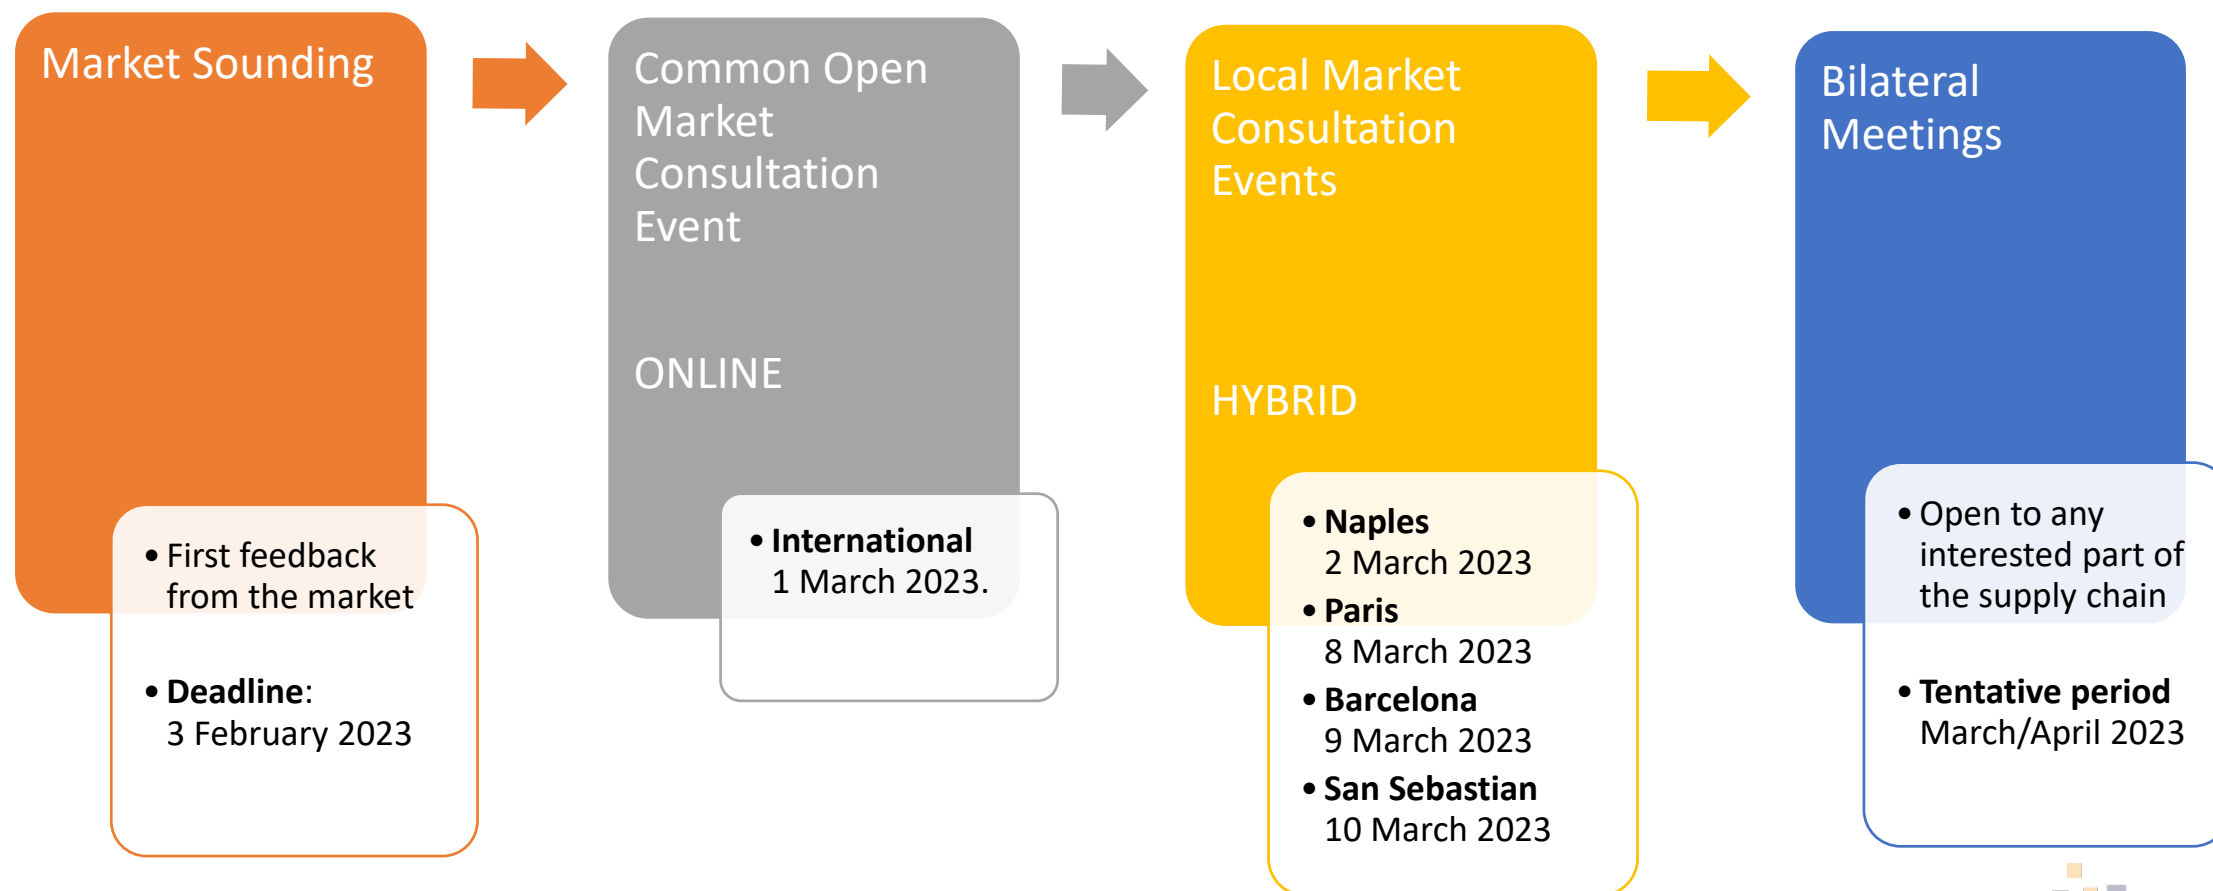 Market Sounding
• First feedback
from the market
• Deadline:
3 February 2023
Common Open
Market
Consultation
Event
ONLINE
• International
1 March 2023.
Local Market
Consultation
Events
HYBRID
• Naples
2 March 2023
• Paris
8 March 2023
• Barcelona
9 March 2023
• San Sebastian
10 March 2023
Bilateral
Meetings
• Open to any
interested part of
the supply chain
• Tentative period
March/April 2023